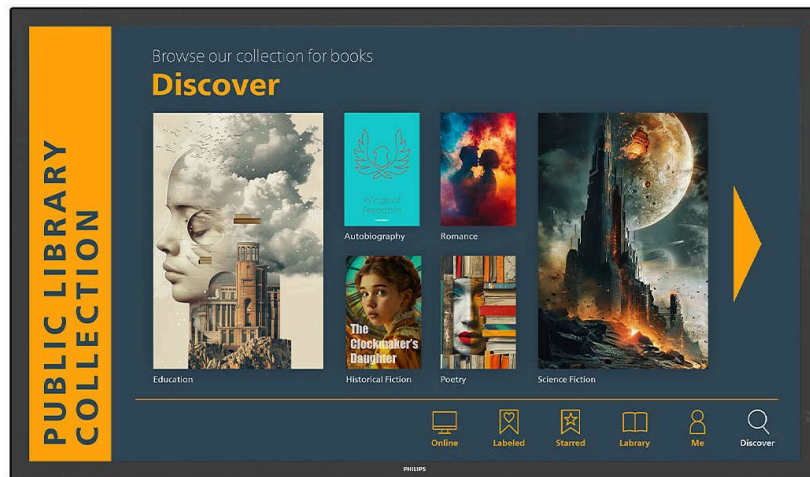 PUBLIC LIBRARY
COLLECTION
Browse our collection for books
Discover
Wings of
Freedom
Autobiography
Romance
The
Clockmaker's
Daughter
Education
Historical Fiction
Poetry
Science Fiction
Online
Labeled
Starred
Library
Me
Discover
PHILIPS